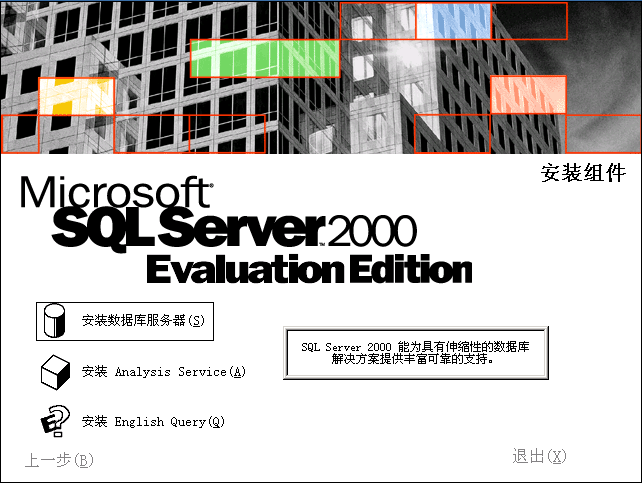 安装组件
Microsoft®
SQL Server™ 2000
Evaluation Edition
安装数据库服务器(S)
SQL Server 2000 能为具有伸缩性的数据库
解决方案提供丰富可靠的支持。
安装 Analysis Service(A)
安装 English Query(Q)
上一步(B)
退出(X)